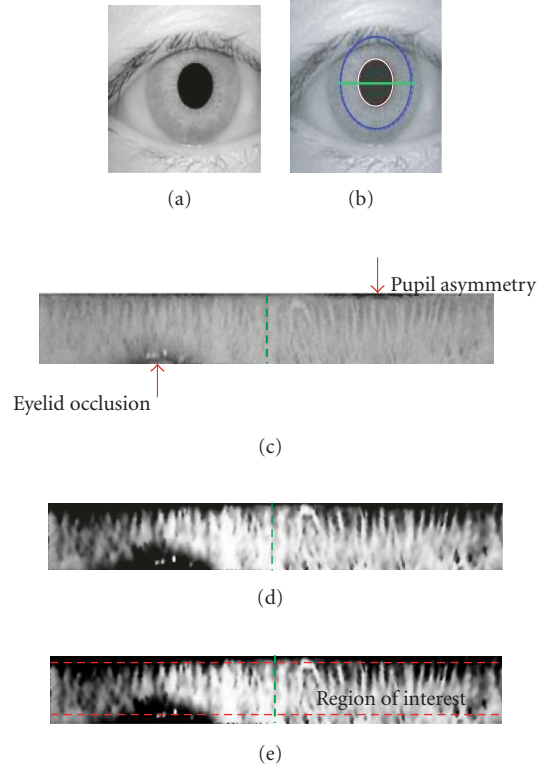 (a)
(b)
Pupil asymmetry
Eyelid occlusion
(c)
(d)
Region of interest
(e)